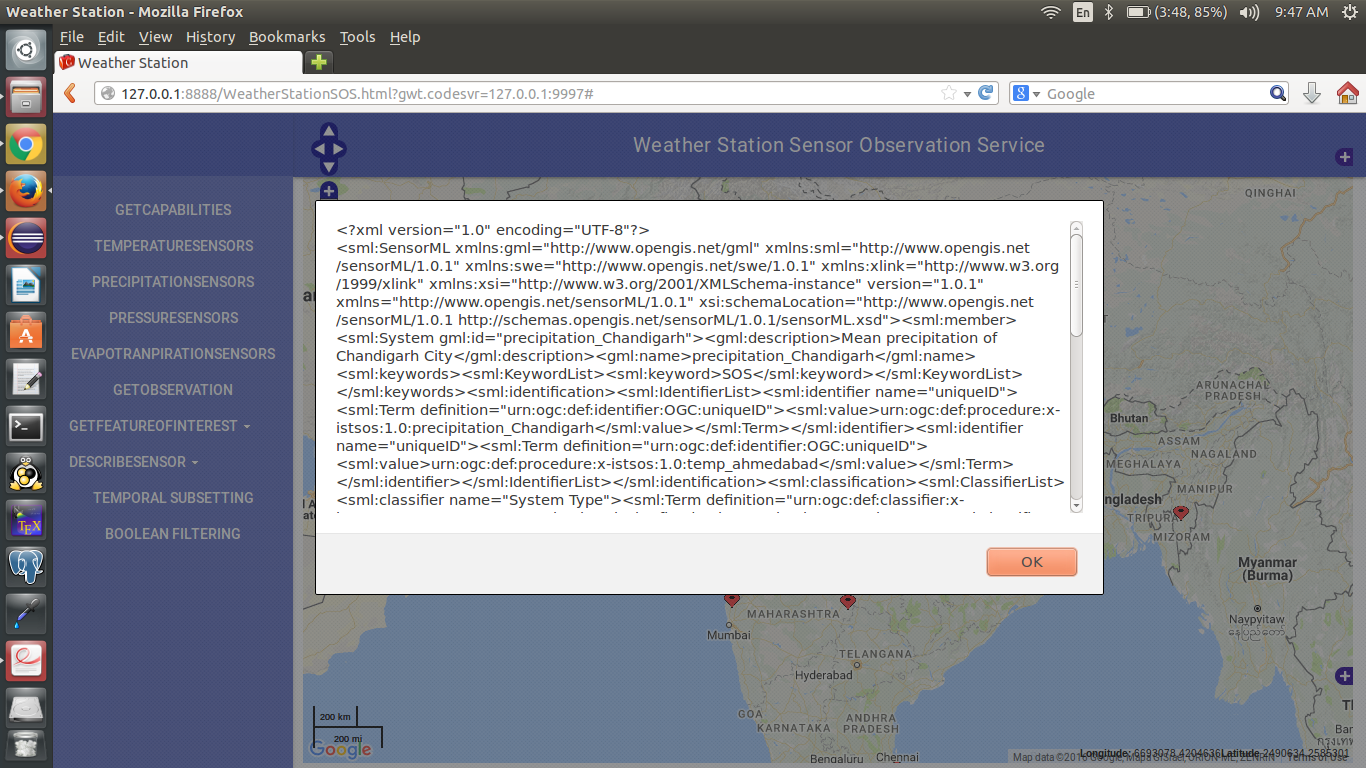 Weather Station - Mozilla Firefox
En
(3:48, 85%)
9:47 AM
File Edit View History Bookmarks Tools Help
Weather Station
127.0.0.1:8888/WeatherStationSOS.html?gwt.codesvr=127.0.0.1:9997#
Google
Weather Station Sensor Observation Service
GETCAPABILITIES
TEMPERATURESENSORS
PRECIPITATIONSENSORS
PRESSURESENSORS
EVAPOTRANPIRATIONSENSORS
GETOBSERVATION
GETFEATUREOFINTEREST
DESCRIBESENSOR
TEMPORAL SUBSETTING
BOOLEAN FILTERING
<?xml version="1.0" encoding="UTF-8"?>
<sml:SensorML xmlns:gml="http://www.opengis.net/gml" xmlns:sml="http://www.opengis.net
/sensorML/1.0.1" xmlns:swe="http://www.opengis.net/swe/1.0.1" xmlns:xlink="http://www.w3.org
/1999/xlink" xmlns:xsi="http://www.w3.org/2001/XMLSchema-instance" version="1.0.1"
xmlns="http://www.opengis.net/sensorML/1.0.1" xsi:schemaLocation="http://www.opengis.net
/sensorML/1.0.1 http://schemas.opengis.net/sensorML/1.0.1/sensorML.xsd"><sml:member>
<sml:System gml:id="precipitation_Chandigarh"><gml:description>Mean precipitation of
Chandigarh City</gml:description><gml:name>precipitation_Chandigarh</gml:name>
<sml:keywords><sml:KeywordList><sml:keyword>SOS</sml:keyword></sml:KeywordList>
</sml:keywords><sml:identification><sml:IdentifierList><sml:identifier name="uniqueID">
<sml:Term definition="urn:ogc:def:identifier:OGC:uniqueID"><sml:value>urn:ogc:def:procedure:x-
istsos:1.0:precipitation_Chandigarh</sml:value></sml:Term></sml:identifier><sml:identifier
name="uniqueID"><sml:Term definition="urn:ogc:def:identifier:OGC:uniqueID">
<sml:value>urn:ogc:def:procedure:x-istsos:1.0:temp_ahmedabad</sml:value></sml:Term>
</sml:identifier></sml:IdentifierList></sml:identification><sml:classification><sml:ClassifierList>
<sml:classifier name="System Type"><sml:Term definition="urn:ogc:def:classifier:x-
OK
QINGHAI
ARUNACHAL
PRADESH
Bhutan
ASSAM
NAGALAND
MEGHALAYA
MANIPUR
ngladesh
TRIPURA
MIZORAM
Myanmar
(Burma)
Naypyitaw
နေပြည်တော်
MAHARASHTRA
Mumbai
TELANGANA
Hyderabad
GOA
KARNATAKA
ANDHRA
PRADESH
Bengaluru
Chennai
200 km
200 mi
Google
TEX
Longitude: 6693078.4204636 Latitude 2490634.2585301
Terms of Use